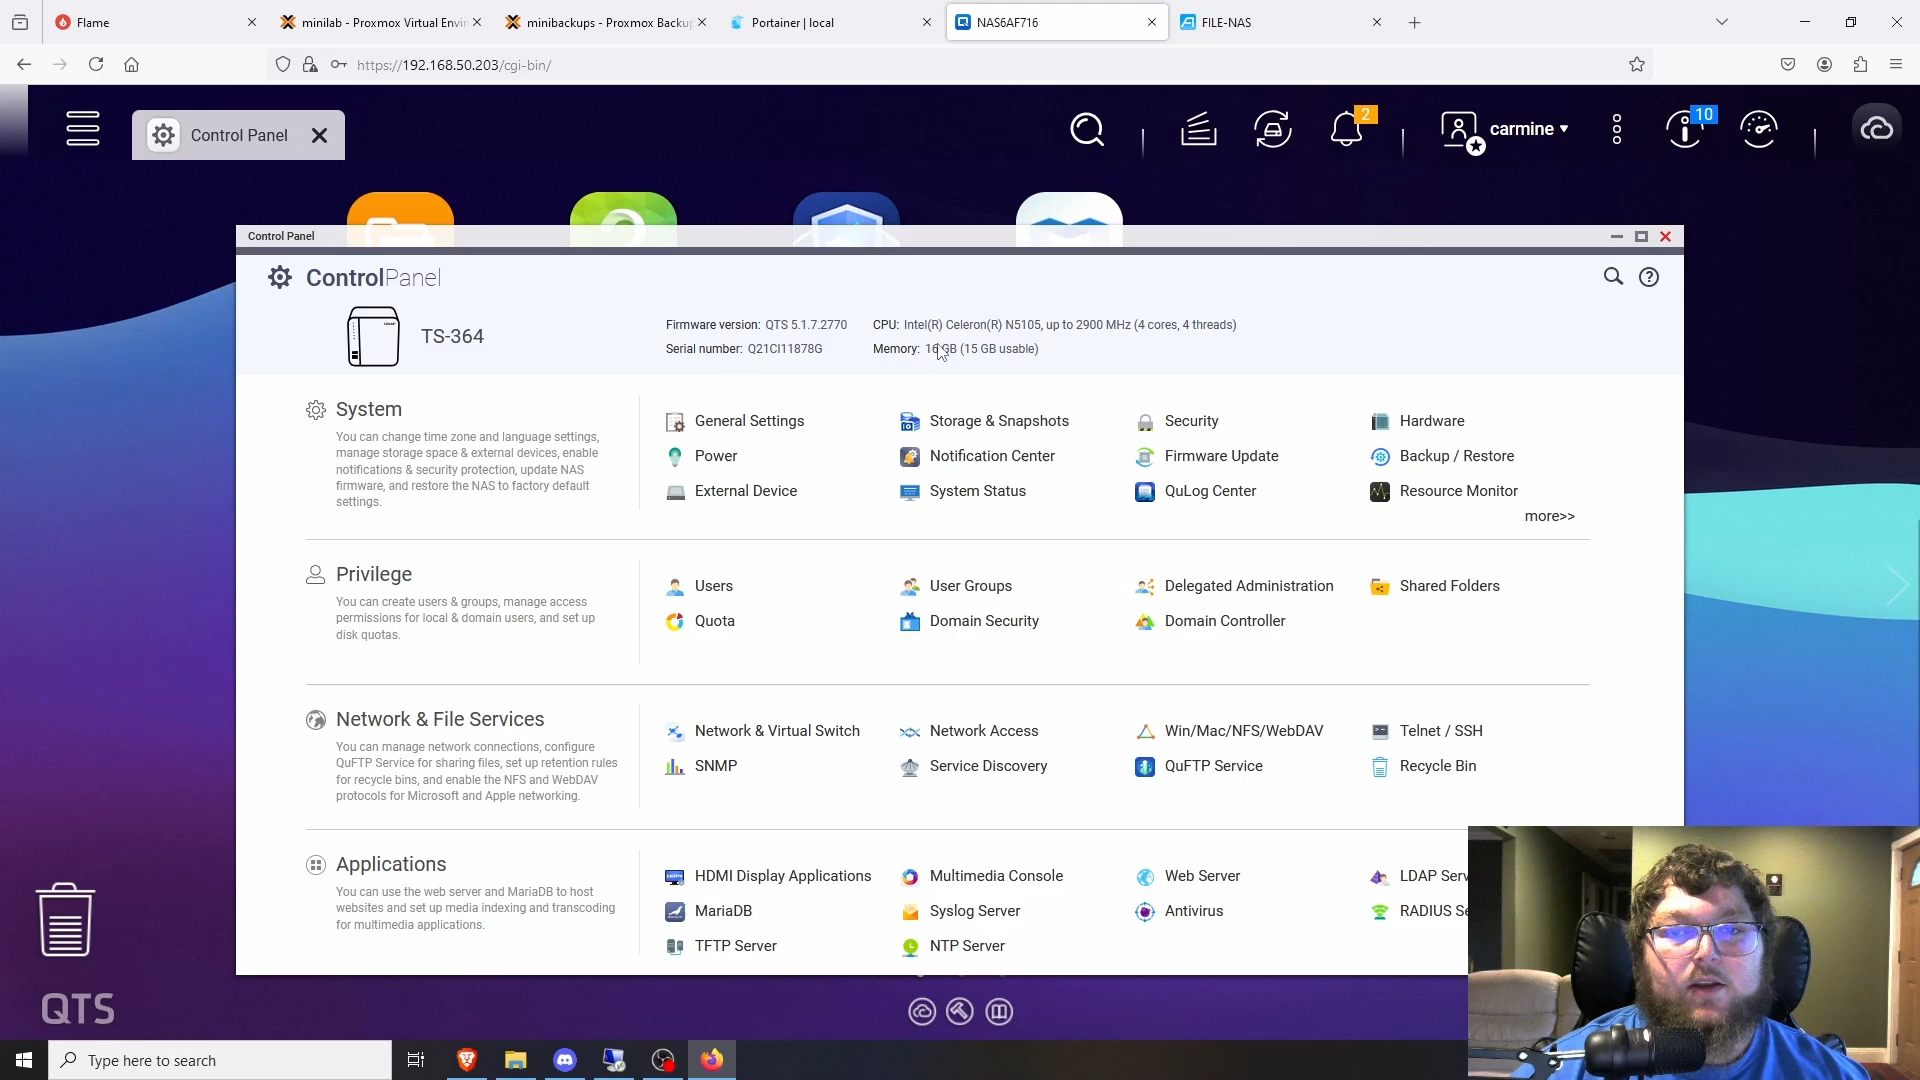 Flame
minilab - Proxmox Virtual Envir
minibackups - Proxmox Backup
Portainer | local
NAS6AF716
FILE-NAS
https://192.168.50.203/cgi-bin/
Control Panel
2
carmine
10
Control Panel
ControlPanel
TS-364
Firmware version: QTS 5.1.7.2770
CPU: Intel(R) Celeron(R) N5105, up to 2900 MHz (4 cores, 4 threads)
Serial number: Q21CI11878G
Memory: 16 GB (15 GB usable)
System
You can change time zone and language settings,
manage storage space & external devices, enable
notifications & security protection, update NAS
firmware, and restore the NAS to factory default
settings.
General Settings
Storage & Snapshots
Security
Hardware
Power
Notification Center
Firmware Update
Backup / Restore
External Device
System Status
QuLog Center
Resource Monitor
more>>
Privilege
You can create users & groups, manage access
permissions for local & domain users, and set up
disk quotas.
Users
User Groups
Delegated Administration
Shared Folders
Quota
Domain Security
Domain Controller
Network & File Services
You can manage network connections, configure
QuFTP Service for sharing files, set up retention rules
for recycle bins, and enable the NFS and WebDAV
protocols for Microsoft and Apple networking.
Network & Virtual Switch
Network Access
Win/Mac/NFS/WebDAV
Telnet / SSH
SNMP
Service Discovery
QuFTP Service
Recycle Bin
Applications
You can use the web server and MariaDB to host
websites and set up media indexing and transcoding
for multimedia applications.
HDMI Display Applications
Multimedia Console
Web Server
LDAP Serv
MariaDB
Syslog Server
Antivirus
RADIUS Se
TFTP Server
NTP Server
QTS
Type here to search